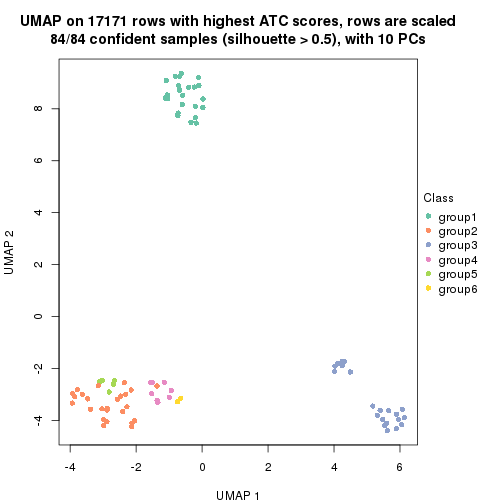 UMAP on 17171 rows with highest ATC scores, rows are scaled
84/84 confident samples (silhouette > 0.5), with 10 PCs
8
6
4
2
0
-2
-4
UMAP 2
-4
-2
0
2
4
6
UMAP 1
Class
group1
group2
group3
group4
group5
group6